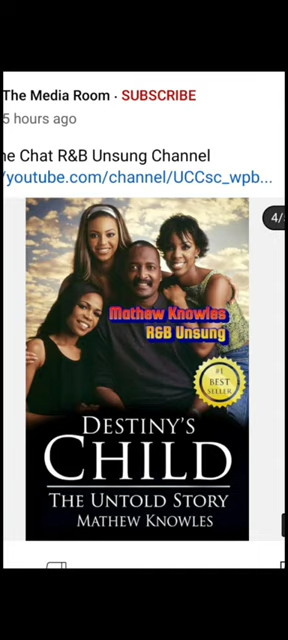 The Media Room · SUBSCRIBE
5 hours ago
he Chat R&B Unsung Channel
/youtube.com/channel/UCCsc_wpb...
4/
Mathew Knowles
R&B Unsung
#1
BEST
SELLER
DESTINY'S
CHILD
THE UNTOLD STORY
MATHEW KNOWLES